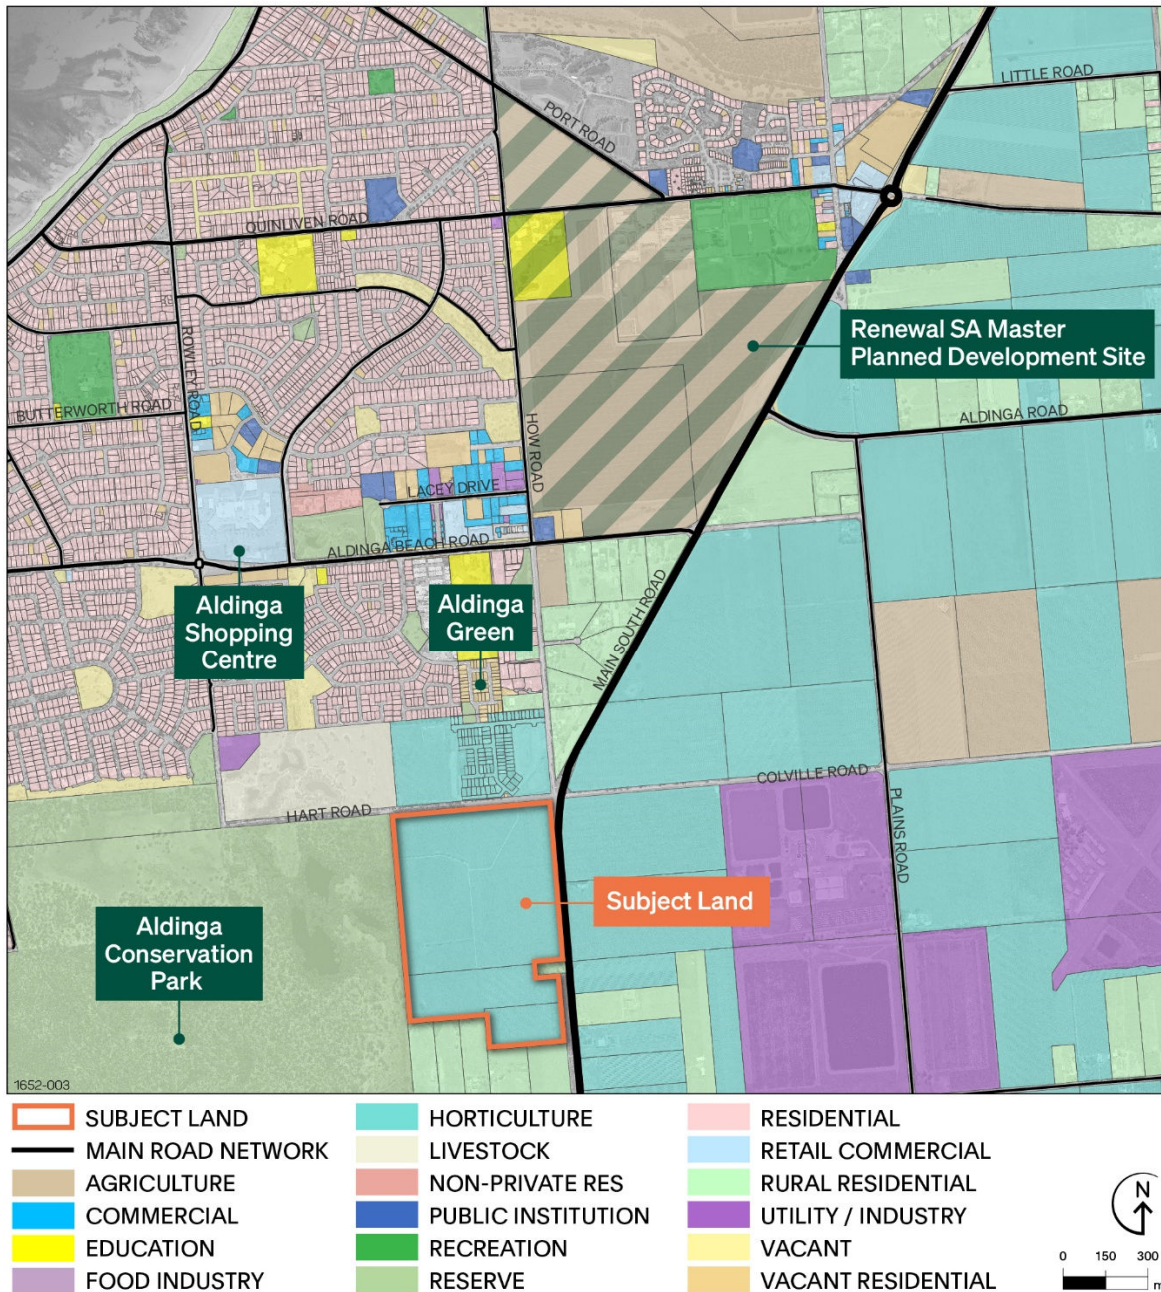 LITTLE ROAD
PORT ROAD
QUINLIVEN ROAD
Renewal SA Master
Planned Development Site
ROWLEY ROAD
BUTTERWORTH ROAD
HOW ROAD
ALDINGA ROAD
LACEY DRIVE
ALDINGA BEACH ROAD
Aldinga
Shopping
Centre
Aldinga
Green
MAIN SOUTH ROAD
COLVILLE ROAD
PLAINS ROAD
HART ROAD
Subject Land
Aldinga
Conservation
Park
1652-003
SUBJECT LAND
MAIN ROAD NETWORK
AGRICULTURE
COMMERCIAL
EDUCATION
FOOD INDUSTRY
HORTICULTURE
LIVESTOCK
NON-PRIVATE RES
PUBLIC INSTITUTION
RECREATION
RESERVE
RESIDENTIAL
RETAIL COMMERCIAL
RURAL RESIDENTIAL
UTILITY / INDUSTRY
VACANT
VACANT RESIDENTIAL
N
0 150 300
m